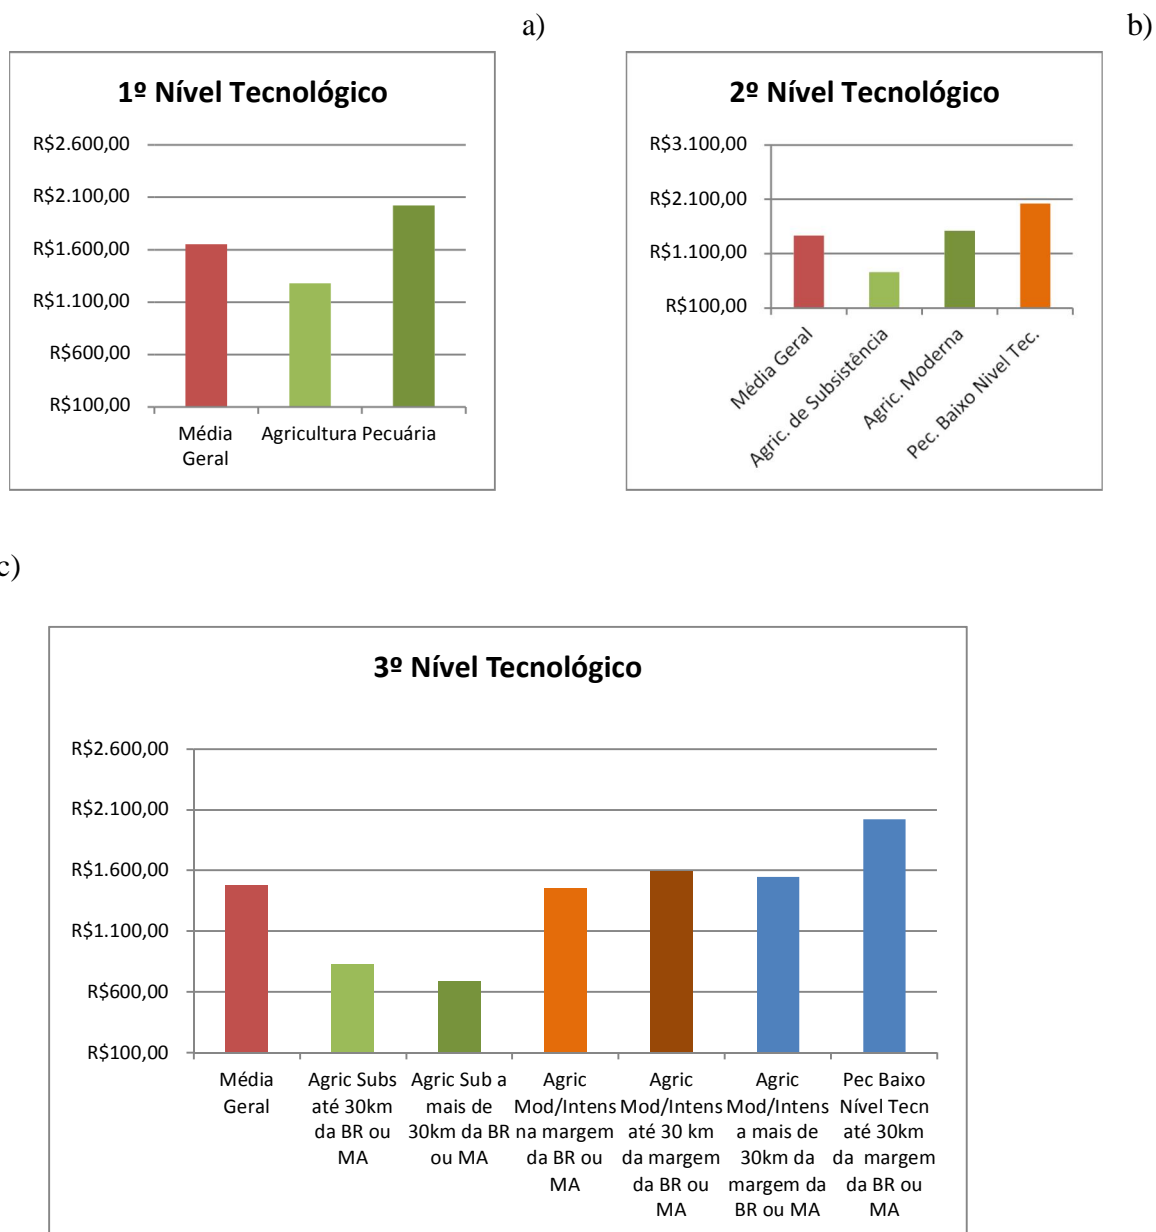 a)
b)
1º Nível Tecnológico
R$2.600,00
R$2.100,00
R$1.600,00
R$1.100,00
R$600,00
R$100,00
Média
Geral
Agricultura
Pecuária
2º Nível Tecnológico
R$3.100,00
R$2.100,00
R$1.100,00
R$100,00
Média Geral
Agric. de Subsistência
Agric. Moderna
Pec. Baixo Nivel Tec.
c)
3º Nível Tecnológico
R$2.600,00
R$2.100,00
R$1.600,00
R$1.100,00
R$600,00
R$100,00
Média
Geral
Agric Subs
até 30km
da BR ou
MA
Agric Sub a
mais de
30km da BR
ou MA
Agric
Mod/Intens
na margem
da BR ou
MA
Agric
Mod/Intens
até 30 km
da margem
da BR ou
MA
Agric
Mod/Intens
a mais de
30km da
margem da
BR ou MA
Pec Baixo
Nível Tecn
até 30km
da margem
da BR ou
MA